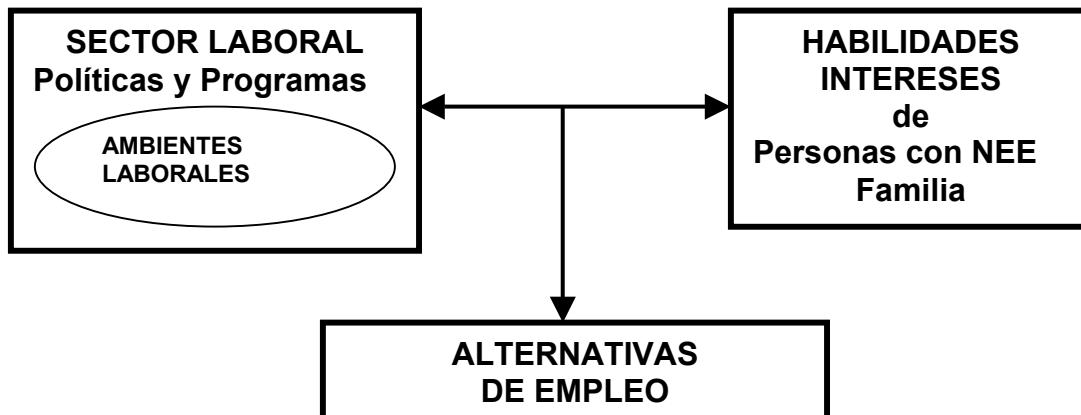 SECTOR LABORAL
Políticas y Programas
AMBIENTES
LABORALES
HABILIDADES
INTERESES
de
Personas con NEE
Familia
ALTERNATIVAS
DE EMPLEO